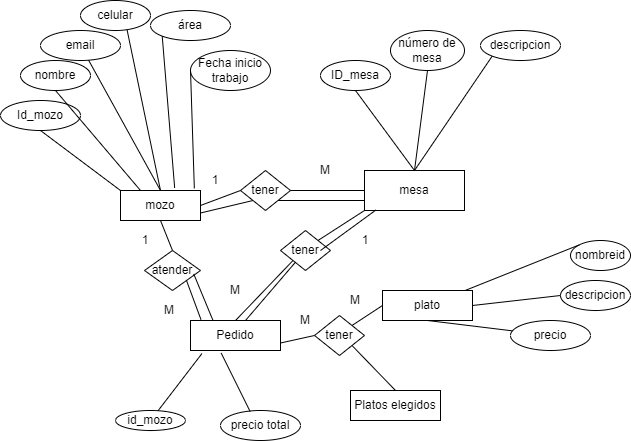 celular
área
email
Fecha inicio
trabajo
nombre
Id_mozo
número de
mesa
descripcion
ID_mesa
1
tener
M
mozo
mesa
1
tener
1
atender
M
M
nombreid
descripcion
plato
M
M
Pedido
tener
precio
Platos elegidos
id_mozo
precio total